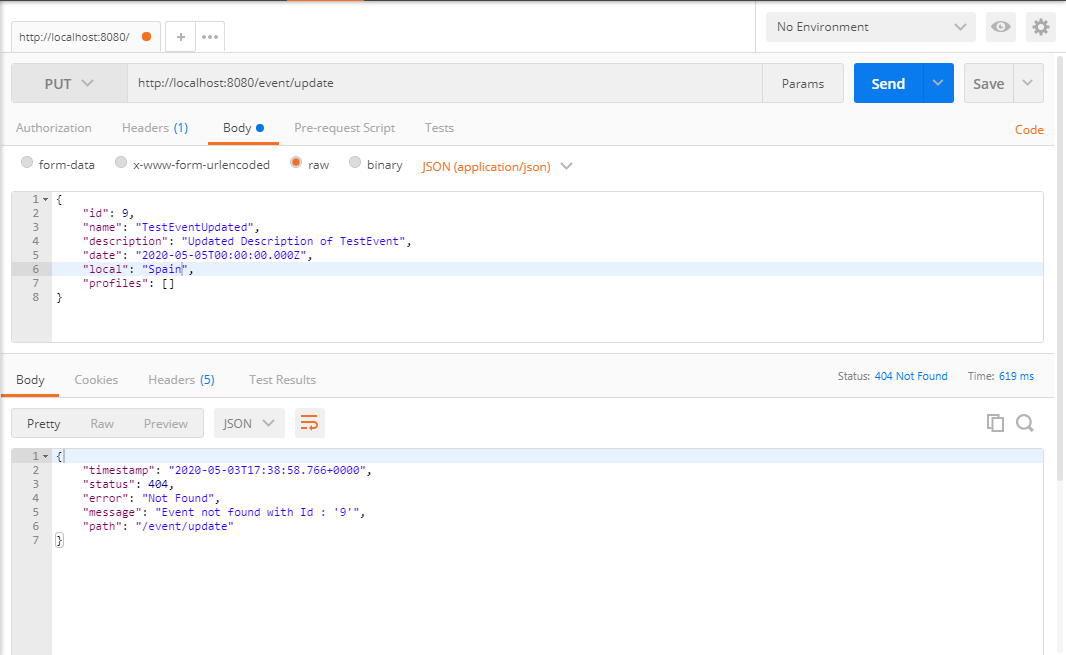 http://localhost:8080/
+
•••
No Environment
PUT
http://localhost:8080/event/update
Params
Send
Save
Authorization
Headers (1)
Body
Pre-request Script
Tests
Code
form-data
x-www-form-urlencoded
raw
binary
JSON (application/json)
1 {
2 "id": 9,
3 "name": "TestEventUpdated",
4 "description": "Updated Description of TestEvent",
5 "date": "2020-05-05T00:00:00.000Z",
6 "local": "Spain",
7 "profiles": []
8 }
Body
Cookies
Headers (5)
Test Results
Status: 404 Not Found
Time: 619 ms
Pretty
Raw
Preview
JSON
1 {
2 "timestamp": "2020-05-03T17:38:58.766+0000",
3 "status": 404,
4 "error": "Not Found",
5 "message": "Event not found with Id : '9'",
6 "path": "/event/update"
7 }